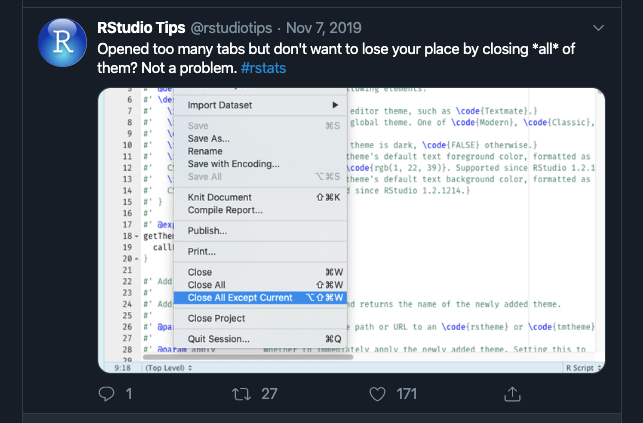 RStudio Tips @rstudiotips · Nov 7, 2019
Opened too many tabs but don't want to lose your place by closing *all* of
them? Not a problem. #rstats
Import Dataset
Save ⌘S
Save As...
Rename
Save with Encoding...
Save All ⌥⌘S
Knit Document ⇧⌘K
Compile Report...
Publish...
Print...
Close ⌘W
Close All ⇧⌘W
Close All Except Current ⌥⇧⌘W
Close Project
Quit Session... ⌘Q
5 #' lowing elements:
6 #' \de
7 #' editor theme, such as \code{Textmate}.}
8 #' global theme. One of \code{Modern}, \code{Classic},
9 #'
10 #' theme is dark, \code{FALSE} otherwise.}
11 #' theme's default text foreground color, formatted as
12 #' \code{rgb(1, 22, 39)}. Supported since RStudio 1.2.1
13 #' theme's default text background color, formatted as
14 #' d since RStudio 1.2.1214.}
15 #' }
16 #'
17 #' @exp
18 getThe
19 call
20 }
21
22 #' Add
23 #'
24 #' Add nd returns the name of the newly added theme.
25 #'
26 #' @pa e path or URL to an \code{rstheme} or \code{tmtheme}
27 #'
28 #' @param apply Whether to immediately apply the newly added theme. Setting this to
29
9:18 (Top Level) R Script
1 27 171